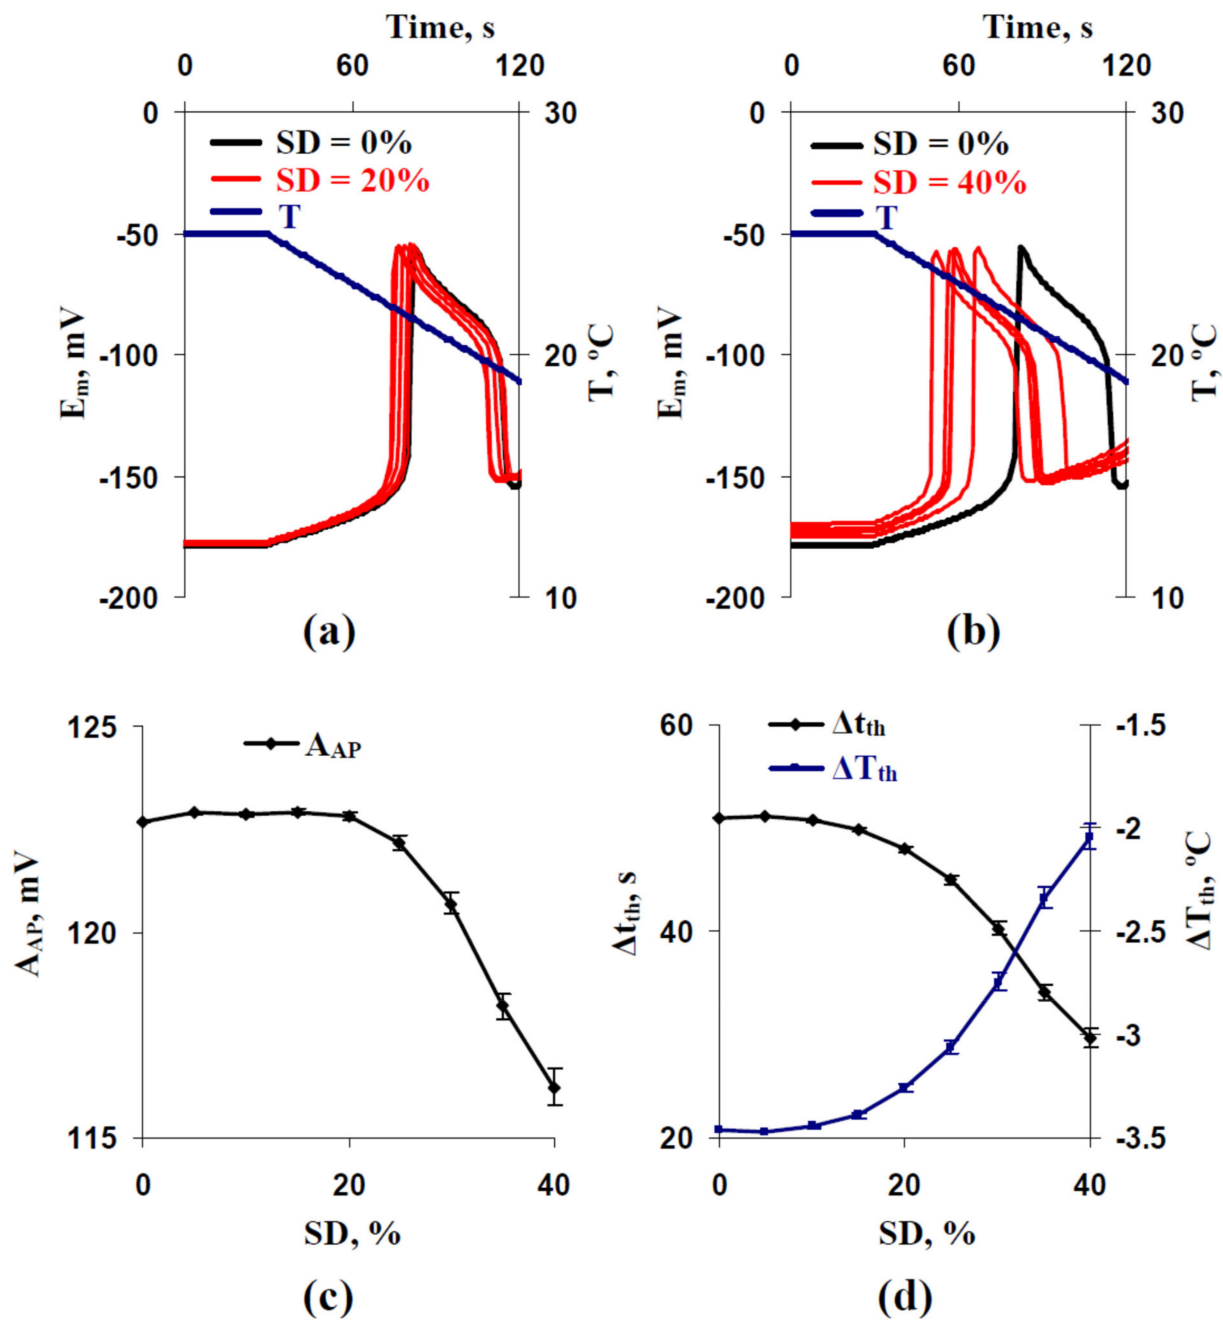 Time, s
0 60 120
0 30
SD = 0%
SD = 20%
T
-50
-100 20
-150
-200 10
Em, mV
T, ºC
(a)
Time, s
0 60 120
0 30
SD = 0%
SD = 40%
T
-50
-100 20
-150
-200 10
Em, mV
T, ºC
(b)
125
AAP
120
115
0 20 40
AAP, mV
SD, %
(c)
60 -1.5
Δtth
ΔTth
-2
40 -2.5
-3
20 -3.5
0 20 40
Δtth, s
ΔTth, ºC
SD, %
(d)